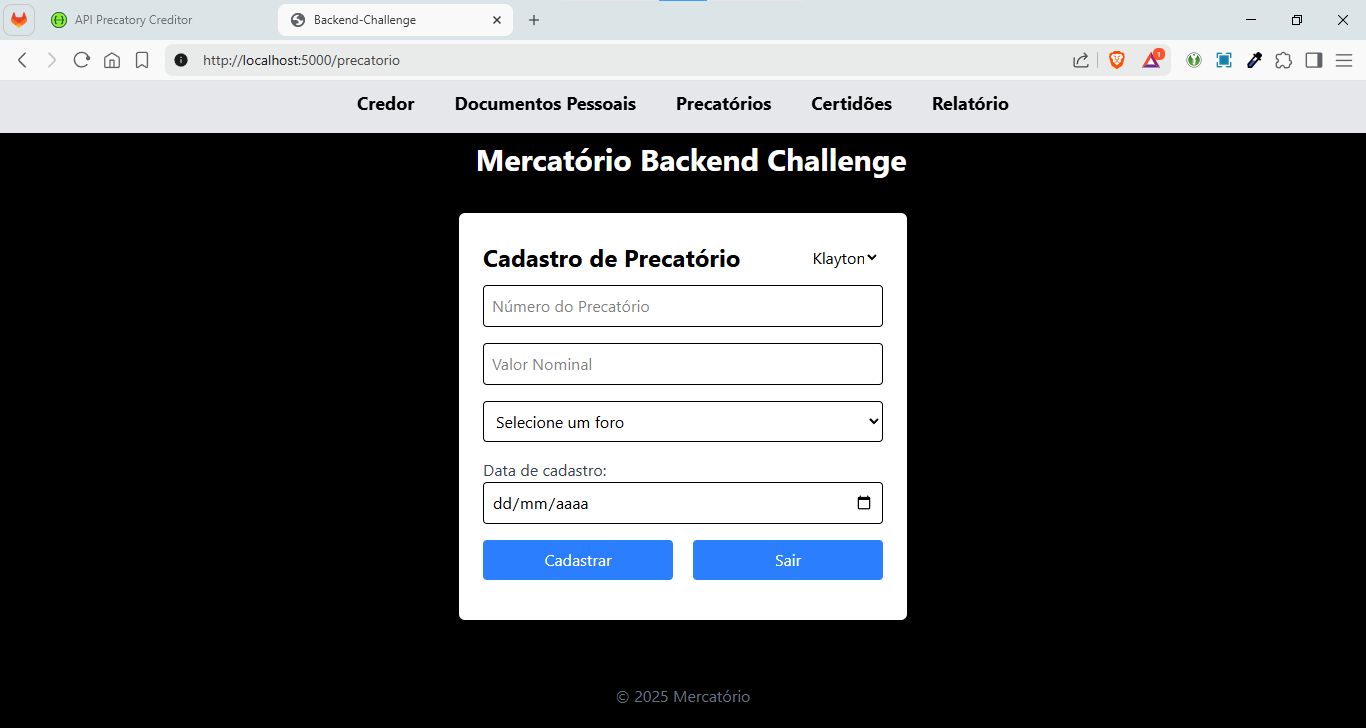 API Precatory Creditor
Backend-Challenge
http://localhost:5000/precatorio
1
Credor Documentos Pessoais Precatórios Certidões Relatório
Mercatório Backend Challenge
Cadastro de Precatório
Klayton
Número do Precatório
Valor Nominal
Selecione um foro
Data de cadastro:
dd/mm/aaaa
Cadastrar Sair
© 2025 Mercatório